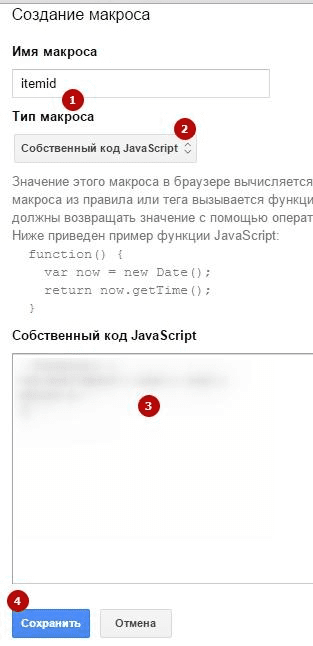 Создание макроса
Имя макроса
itemid
1
Тип макроса
2
Собственный код JavaScript
Значение этого макроса в браузере вычисляется
макроса из правила или тега вызывается функци
должны возвращать значение с помощью операт
Ниже приведен пример функции JavaScript:
function() {
var now = new Date();
return now.getTime();
}
Собственный код JavaScript
3
4
Сохранить Отмена